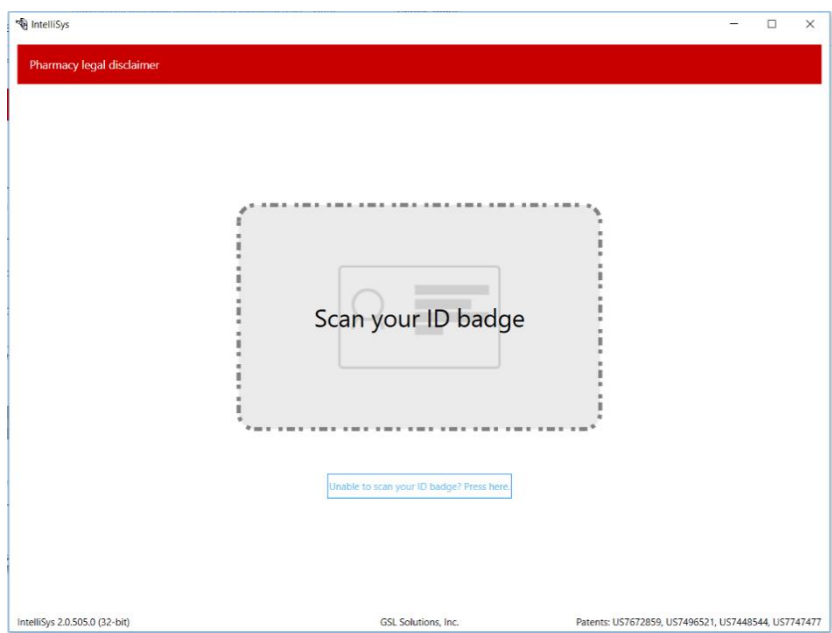 IntelliSys
Pharmacy legal disclaimer
Scan your ID badge
Unable to scan your ID badge? Press here.
IntelliSys 2.0.505.0 (32-bit)
GSL Solutions, Inc.
Patents: US7672859, US7496521, US7448544, US7747477